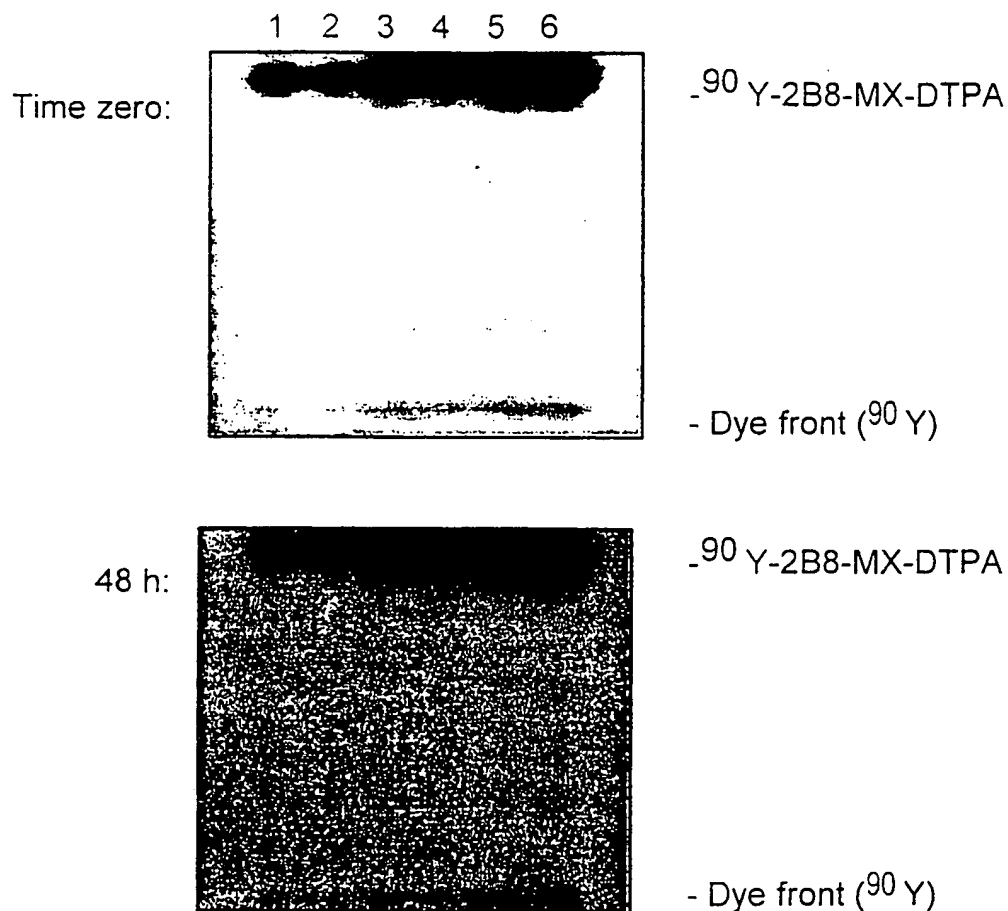 1 2 3 4 5 6
Time zero:
-90 Y-2B8-MX-DTPA
- Dye front (90 Y)
48 h:
-90 Y-2B8-MX-DTPA
- Dye front (90 Y)